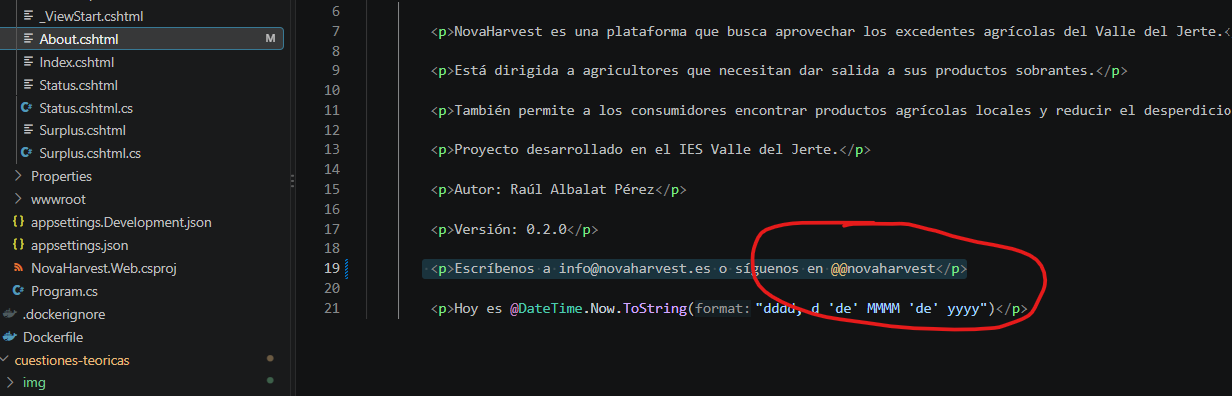 _ViewStart.cshtml
About.cshtml M
Index.cshtml
Status.cshtml
Status.cshtml.cs
Surplus.cshtml
Surplus.cshtml.cs
Properties
wwwroot
appsettings.Development.json
appsettings.json
NovaHarvest.Web.csproj
Program.cs
.dockerignore
Dockerfile
cuestiones-teoricas
img
6
7 <p>NovaHarvest es una plataforma que busca aprovechar los excedentes agrícolas del Valle del Jerte.<
8
9 <p>Está dirigida a agricultores que necesitan dar salida a sus productos sobrantes.</p>
10
11 <p>También permite a los consumidores encontrar productos agrícolas locales y reducir el desperdicio
12
13 <p>Proyecto desarrollado en el IES Valle del Jerte.</p>
14
15 <p>Autor: Raúl Albalat Pérez</p>
16
17 <p>Versión: 0.2.0</p>
18
19 <p>Escríbenos a info@novaharvest.es o síguenos en @@novaharvest</p>
20
21 <p>Hoy es @DateTime.Now.ToString(format: "dddd, d 'de' MMMM 'de' yyyy")</p>